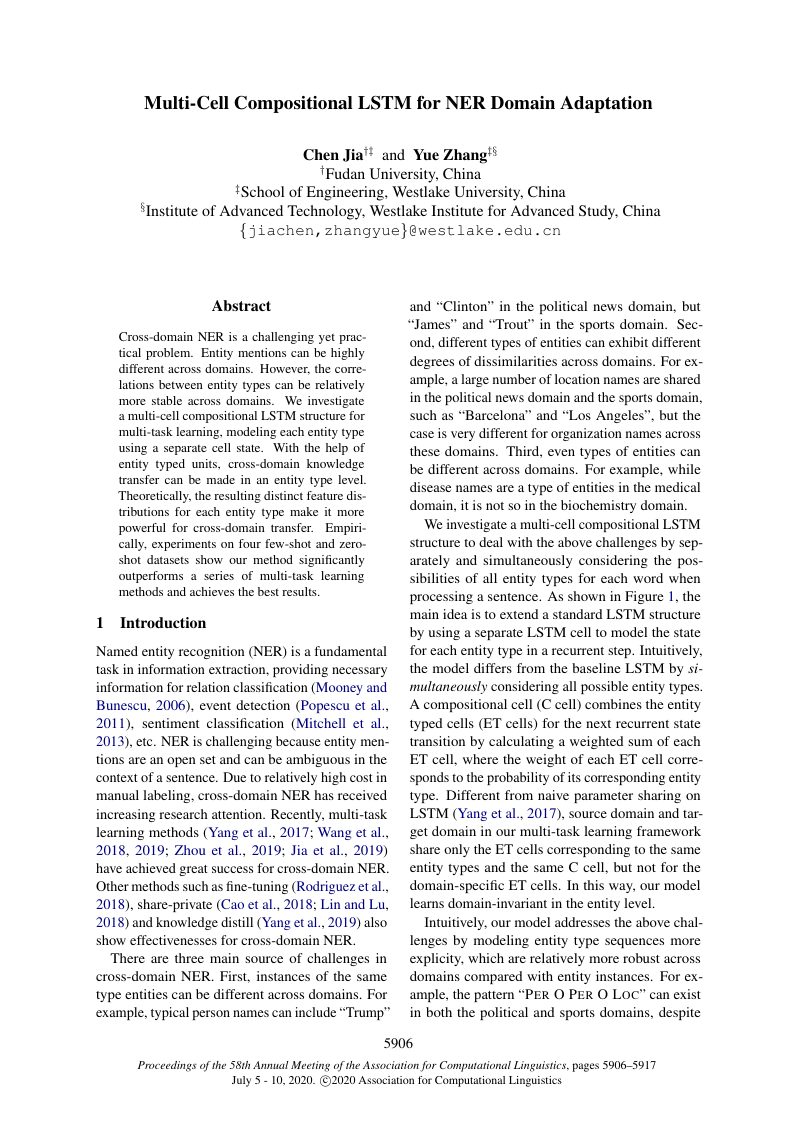 Multi-Cell Compositional LSTM for NER Domain Adaptation
Chen Jia†‡ and Yue Zhang‡§
†Fudan University, China
‡School of Engineering, Westlake University, China
§Institute of Advanced Technology, Westlake Institute for Advanced Study, China
{jiachen,zhangyue}@westlake.edu.cn
Abstract
Cross-domain NER is a challenging yet prac-
tical problem. Entity mentions can be highly
different across domains. However, the corre-
lations between entity types can be relatively
more stable across domains. We investigate
a multi-cell compositional LSTM structure for
multi-task learning, modeling each entity type
using a separate cell state. With the help of
entity typed units, cross-domain knowledge
transfer can be made in an entity type level.
Theoretically, the resulting distinct feature dis-
tributions for each entity type make it more
powerful for cross-domain transfer. Empiri-
cally, experiments on four few-shot and zero-
shot datasets show our method significantly
outperforms a series of multi-task learning
methods and achieves the best results.
1 Introduction
Named entity recognition (NER) is a fundamental
task in information extraction, providing necessary
information for relation classification (Mooney and
Bunescu, 2006), event detection (Popescu et al.,
2011), sentiment classification (Mitchell et al.,
2013), etc. NER is challenging because entity men-
tions are an open set and can be ambiguous in the
context of a sentence. Due to relatively high cost in
manual labeling, cross-domain NER has received
increasing research attention. Recently, multi-task
learning methods (Yang et al., 2017; Wang et al.,
2018, 2019; Zhou et al., 2019; Jia et al., 2019)
have achieved great success for cross-domain NER.
Other methods such as fine-tuning (Rodriguez et al.,
2018), share-private (Cao et al., 2018; Lin and Lu,
2018) and knowledge distill (Yang et al., 2019) also
show effectivenesses for cross-domain NER.
There are three main source of challenges in
cross-domain NER. First, instances of the same
type entities can be different across domains. For
example, typical person names can include “Trump”
and “Clinton” in the political news domain, but
“James” and “Trout” in the sports domain. Sec-
ond, different types of entities can exhibit different
degrees of dissimilarities across domains. For ex-
ample, a large number of location names are shared
in the political news domain and the sports domain,
such as “Barcelona” and “Los Angeles”, but the
case is very different for organization names across
these domains. Third, even types of entities can
be different across domains. For example, while
disease names are a type of entities in the medical
domain, it is not so in the biochemistry domain.
We investigate a multi-cell compositional LSTM
structure to deal with the above challenges by sep-
arately and simultaneously considering the pos-
sibilities of all entity types for each word when
processing a sentence. As shown in Figure 1, the
main idea is to extend a standard LSTM structure
by using a separate LSTM cell to model the state
for each entity type in a recurrent step. Intuitively,
the model differs from the baseline LSTM by si-
multaneously considering all possible entity types.
A compositional cell (C cell) combines the entity
typed cells (ET cells) for the next recurrent state
transition by calculating a weighted sum of each
ET cell, where the weight of each ET cell corre-
sponds to the probability of its corresponding entity
type. Different from naive parameter sharing on
LSTM (Yang et al., 2017), source domain and tar-
get domain in our multi-task learning framework
share only the ET cells corresponding to the same
entity types and the same C cell, but not for the
domain-specific ET cells. In this way, our model
learns domain-invariant in the entity level.
Intuitively, our model addresses the above chal-
lenges by modeling entity type sequences more
explicity, which are relatively more robust across
domains compared with entity instances. For ex-
ample, the pattern “PER O PER O LOC” can exist
in both the political and sports domains, despite
5906
Proceedings of the 58th Annual Meeting of the Association for Computational Linguistics, pages 5906–5917
July 5 - 10, 2020. ©2020 Association for Computational Linguistics